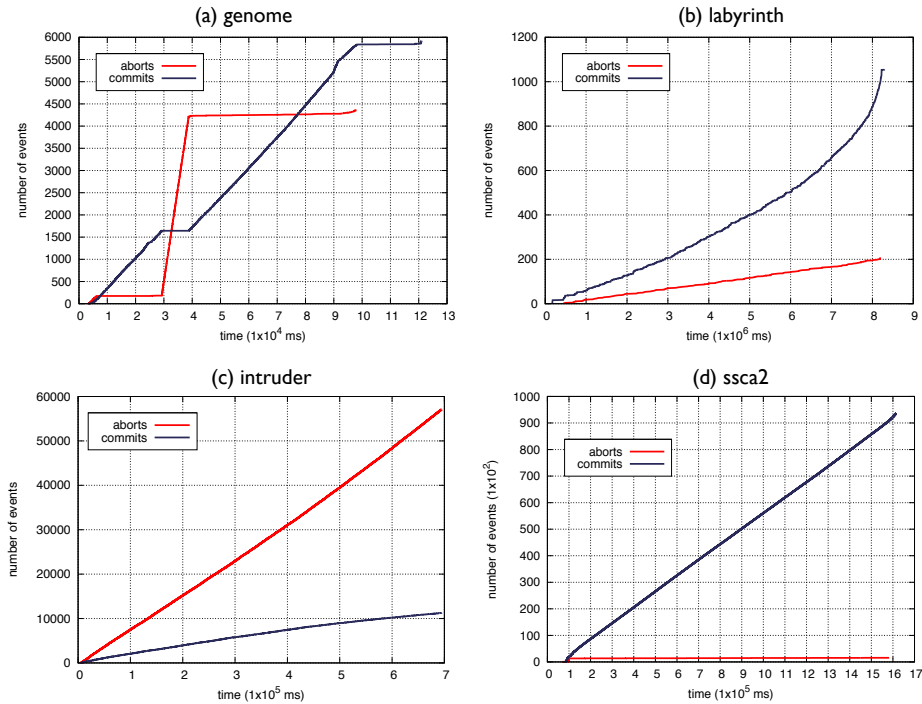 (a) genome
6000
5500
5000
4500
4000
3500
3000
2500
2000
1500
1000
500
0
number of events
aborts
commits
0 1 2 3 4 5 6 7 8 9 10 11 12 13
time (1x10^4 ms)
(b) labyrinth
1200
1000
800
600
400
200
0
number of events
aborts
commits
0 1 2 3 4 5 6 7 8 9
time (1x10^6 ms)
(c) intruder
60000
50000
40000
30000
20000
10000
0
number of events
aborts
commits
0 1 2 3 4 5 6 7
time (1x10^5 ms)
(d) ssca2
1000
900
800
700
600
500
400
300
200
100
0
number of events (1x10^2)
aborts
commits
0 1 2 3 4 5 6 7 8 9 10 11 12 13 14 15 16 17
time (1x10^5 ms)